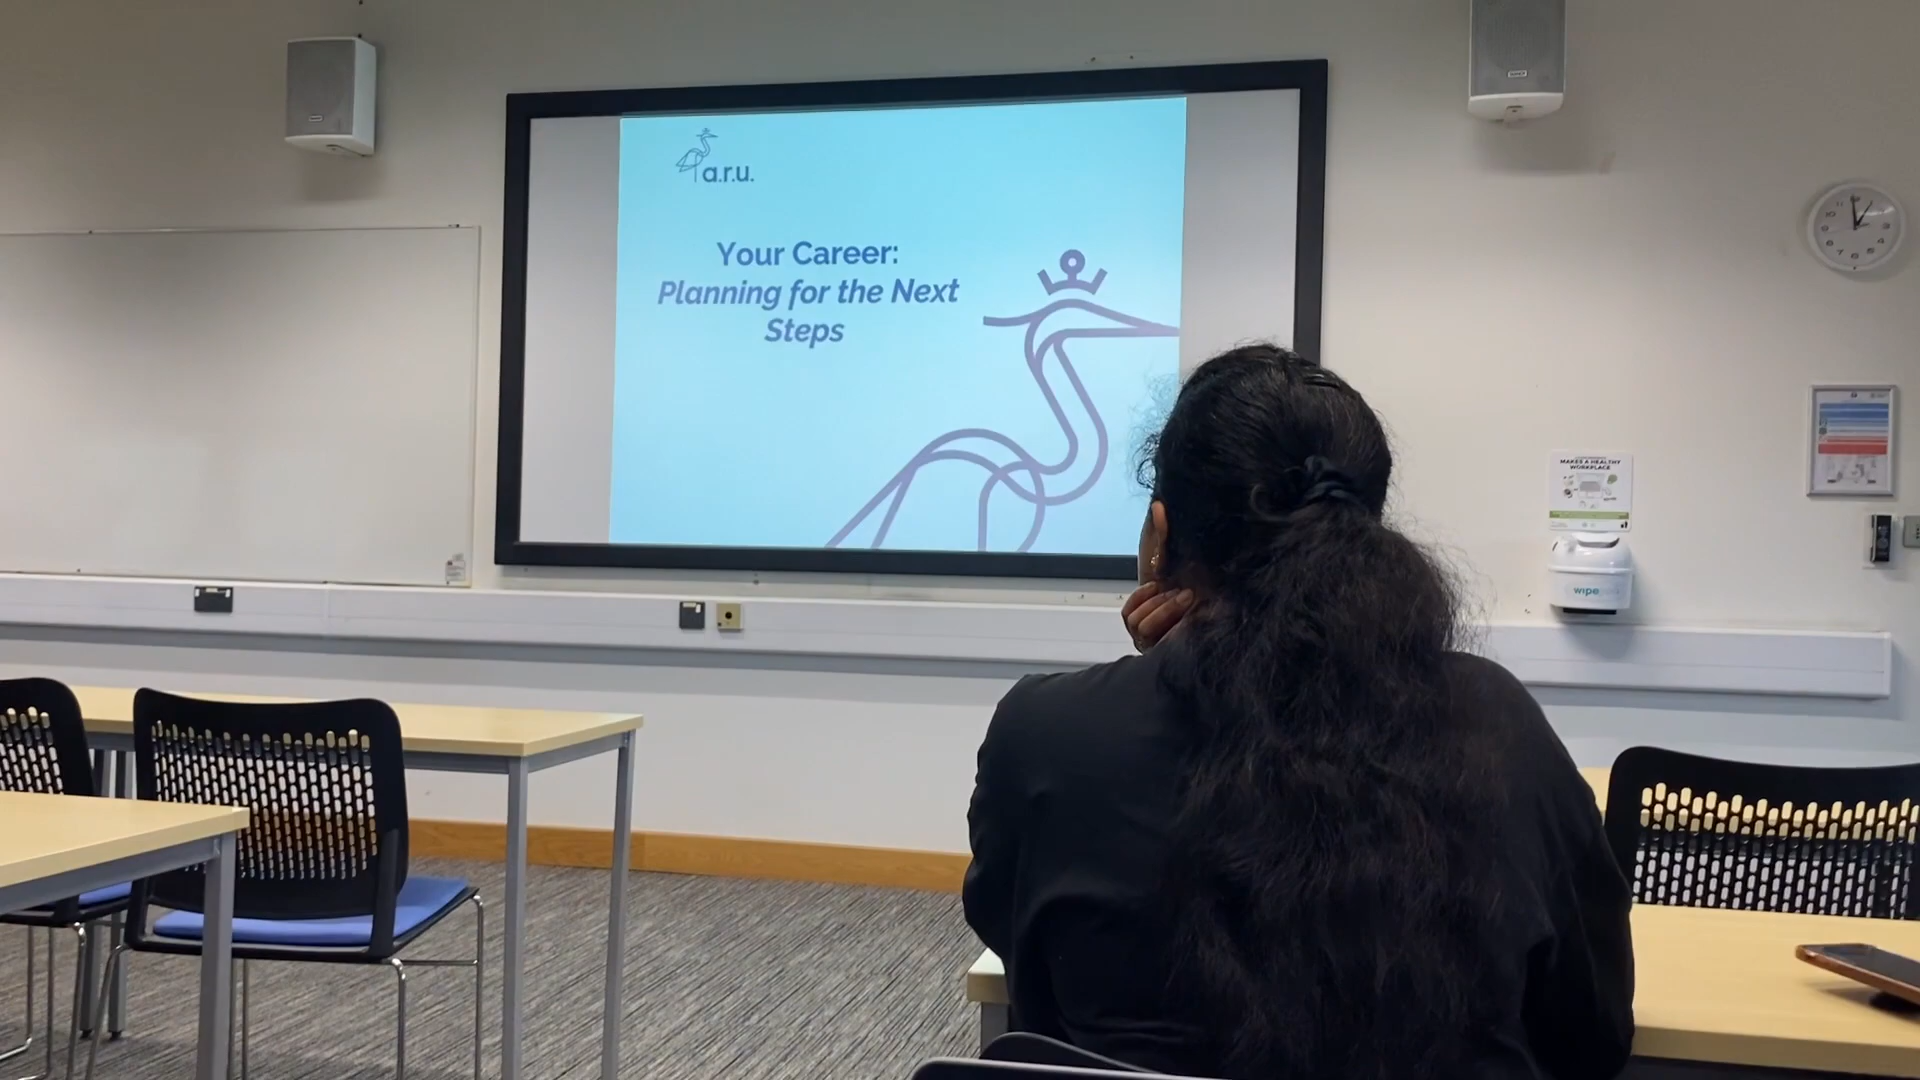 a.r.u.
Your Career:
Planning for the Next
Steps
MAKES A HEALTHY
WORKPLACE
wipe